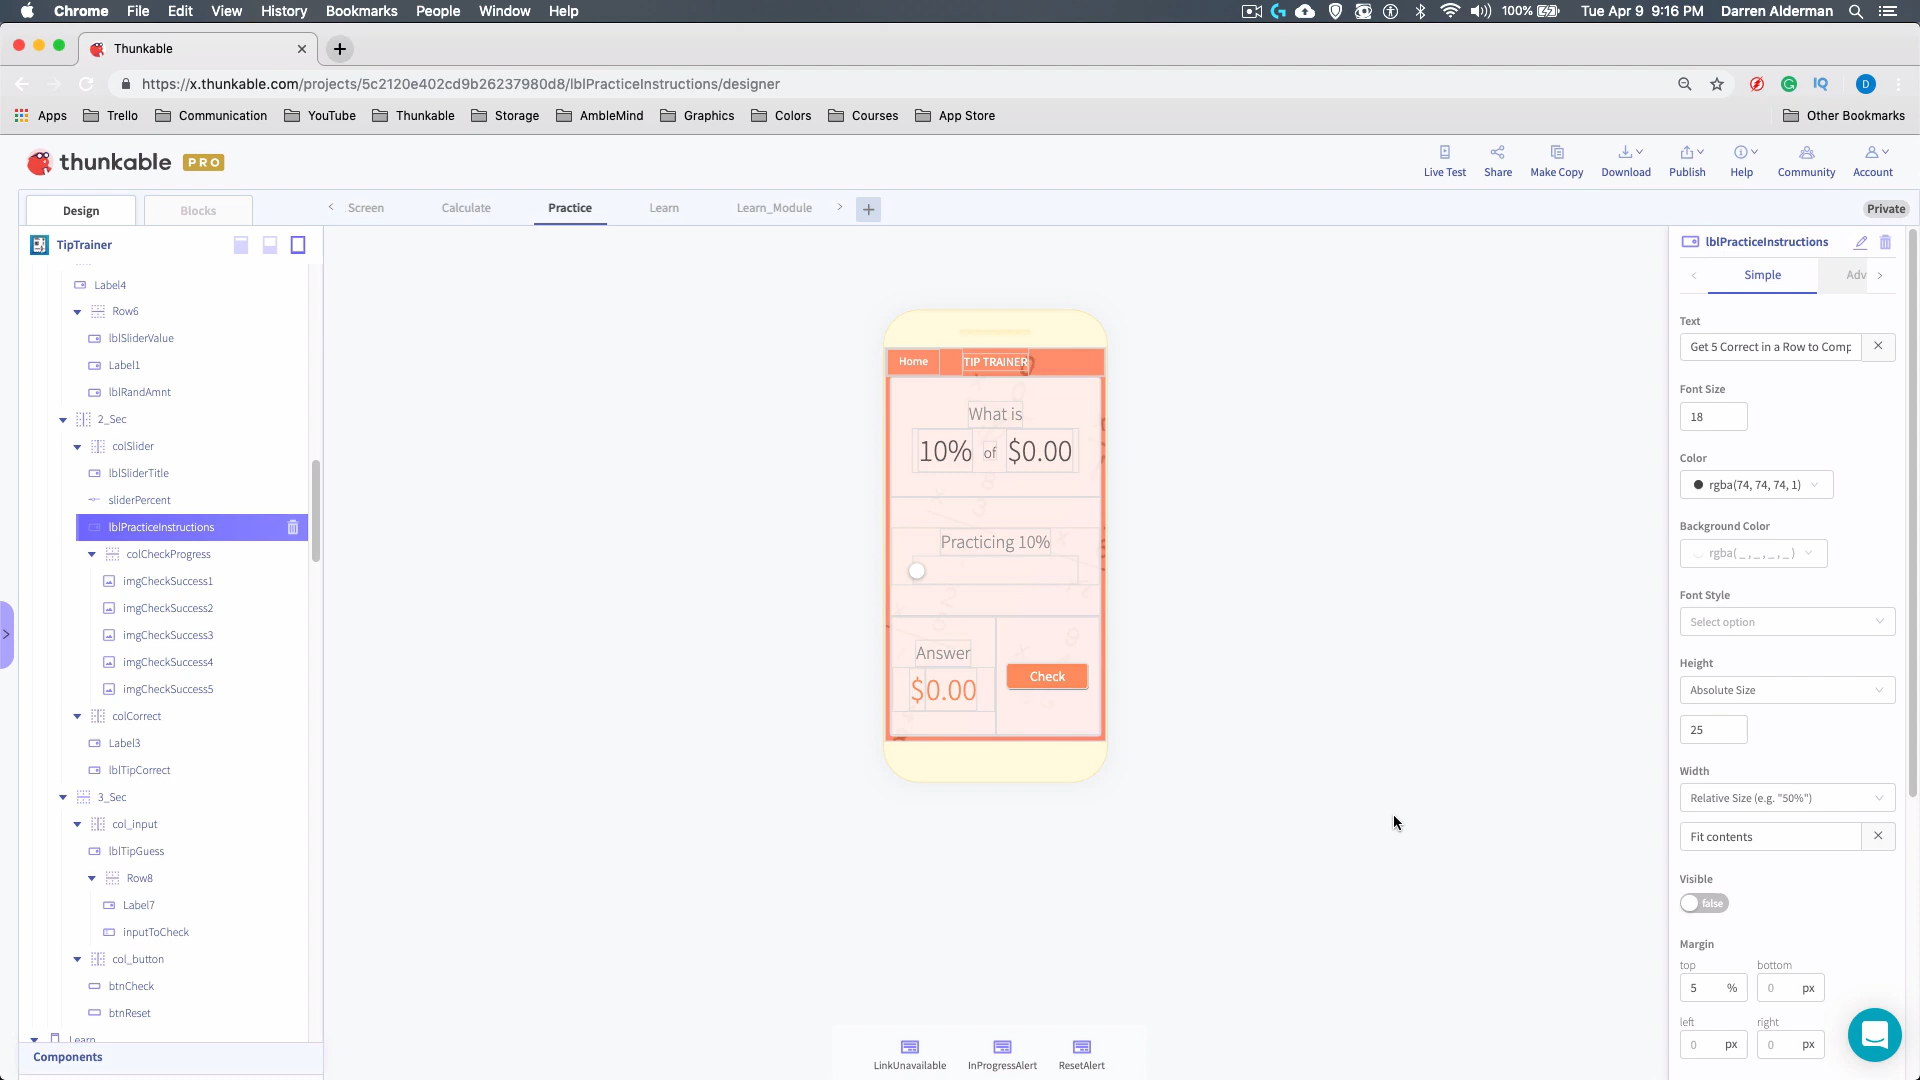 Chrome File Edit View History Bookmarks People Window Help 100% Tue Apr 9 9:16 PM Darren Alderman
Thunkable
https://x.thunkable.com/projects/5c2120e402cd9b26237980d8/lblPracticeInstructions/designer
Apps Trello Communication YouTube Thunkable Storage AmbleMind Graphics Colors Courses App Store Other Bookmarks
thunkable PRO
Live Test Share Make Copy Download Publish Help Community Account
Design Blocks Screen Calculate Practice Learn Learn_Module Private
TipTrainer
Label4
Row6
lblSliderValue
Label1
lblRandAmnt
2_Sec
colSlider
lblSliderTitle
sliderPercent
lblPracticeInstructions
colCheckProgress
imgCheckSuccess1
imgCheckSuccess2
imgCheckSuccess3
imgCheckSuccess4
imgCheckSuccess5
colCorrect
Label3
lblTipCorrect
3_Sec
col_input
lblTipGuess
Row8
Label7
inputToCheck
col_button
btnCheck
btnReset
Learn
Components
Home TIP TRAINER
What is
10% of $0.00
Practicing 10%
Answer
$0.00
Check
LinkUnavailable InProgressAlert ResetAlert
lblPracticeInstructions
Simple Adv
Text
Get 5 Correct in a Row to Comp
Font Size
18
Color
rgba(74, 74, 74, 1)
Background Color
rgba(_,_,_,_)
Font Style
Select option
Height
Absolute Size
25
Width
Relative Size (e.g. "50%")
Fit contents
Visible
false
Margin
top bottom
5 % 0 px
left right
0 px 0 px